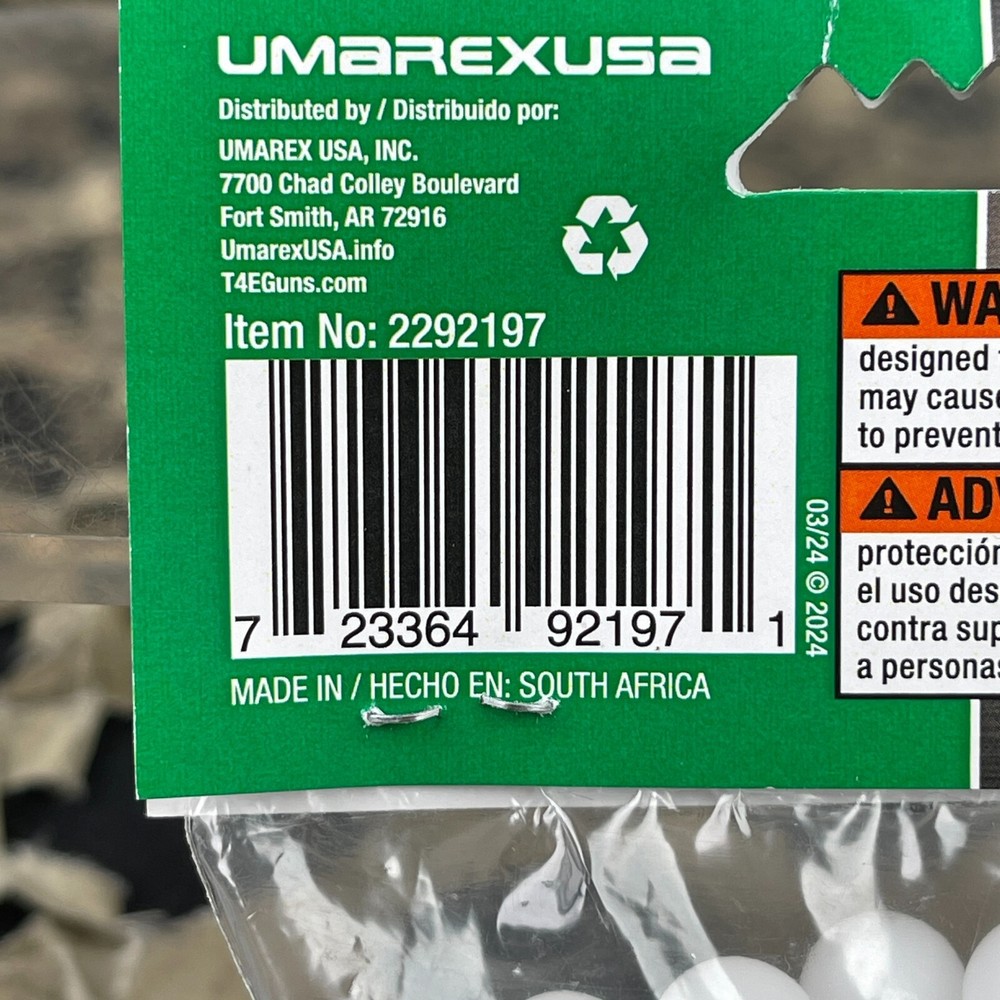 UMAREXUSA
Distributed by / Distribuido por:
UMAREX USA, INC.
7700 Chad Colley Boulevard
Fort Smith, AR 72916
UmarexUSA.info
T4EGuns.com
Item No: 2292197
7 23364 92197 1
03/24 © 2024
MADE IN / HECHO EN: SOUTH AFRICA
designed
may cause
to prevent
protección
el uso des
contra sup
a personas